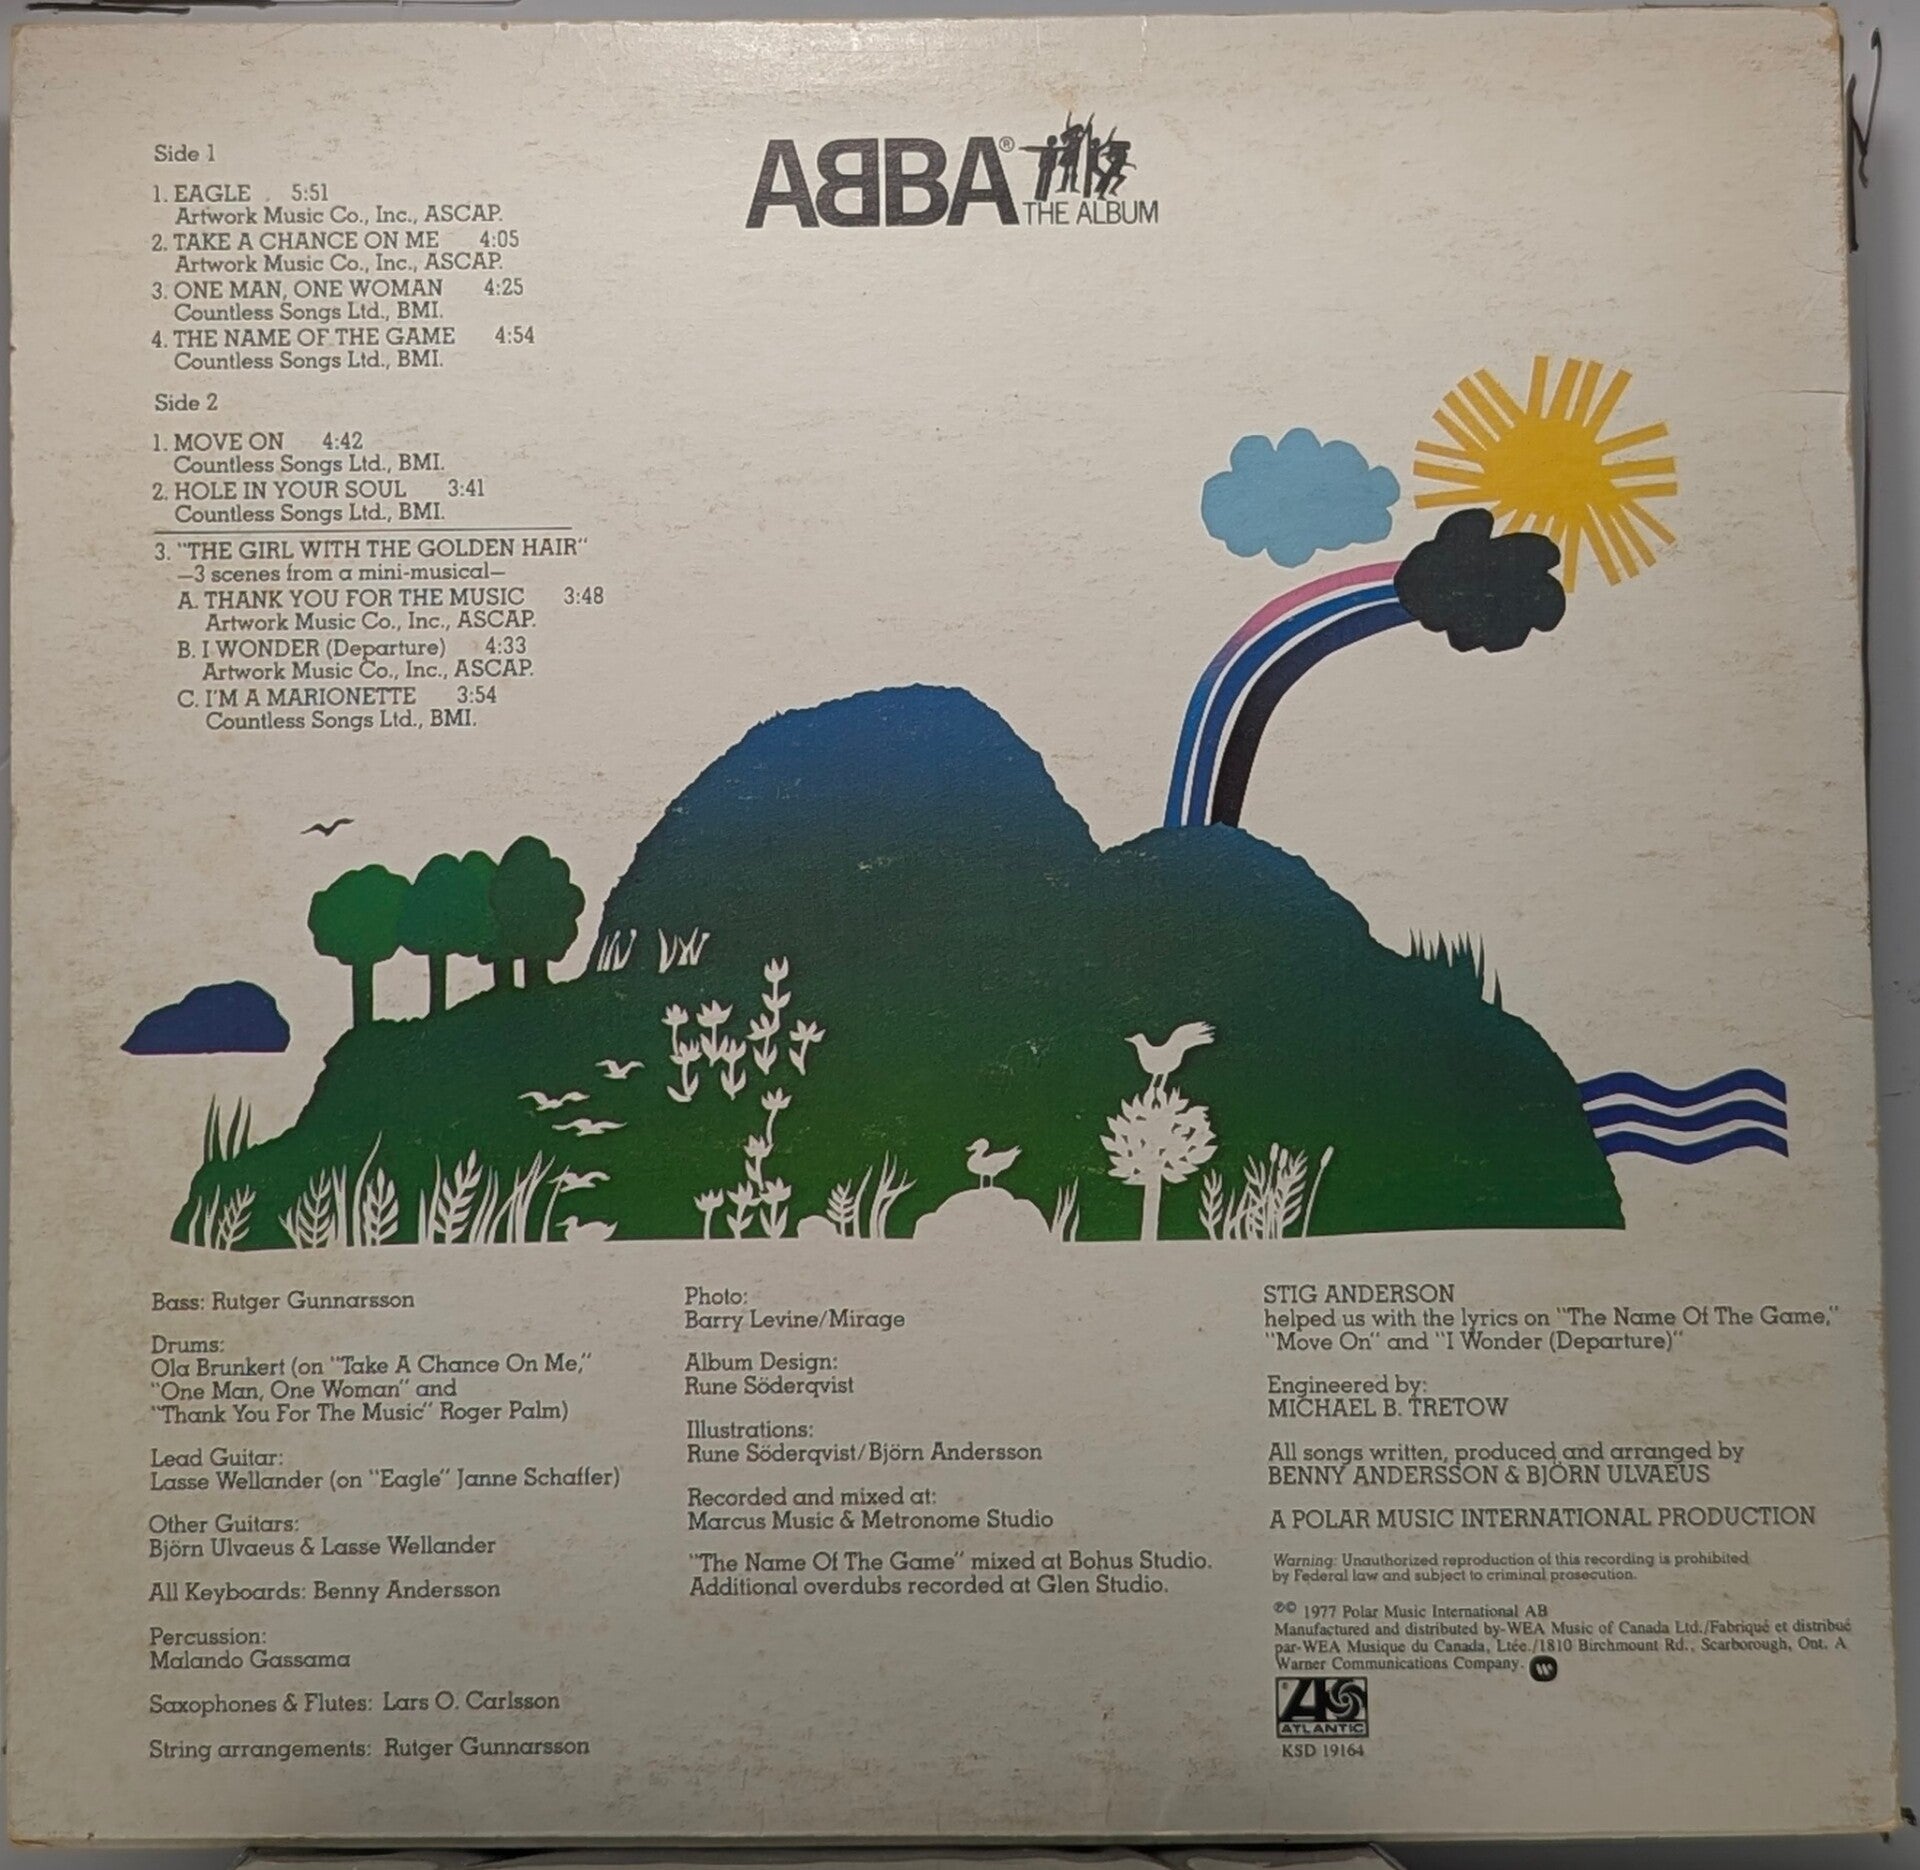 ABBA® THE ALBUM
Side 1
1. EAGLE 5:51
Artwork Music Co., Inc., ASCAP.
2. TAKE A CHANCE ON ME 4:05
Artwork Music Co., Inc., ASCAP.
3. ONE MAN, ONE WOMAN 4:25
Countless Songs Ltd., BMI.
4. THE NAME OF THE GAME 4:54
Countless Songs Ltd., BMI.
Side 2
1. MOVE ON 4:42
Countless Songs Ltd., BMI.
2. HOLE IN YOUR SOUL 3:41
Countless Songs Ltd., BMI.
3. "THE GIRL WITH THE GOLDEN HAIR"
—3 scenes from a mini-musical—
A. THANK YOU FOR THE MUSIC 3:48
Artwork Music Co., Inc., ASCAP.
B. I WONDER (Departure) 4:33
Artwork Music Co., Inc., ASCAP.
C. I'M A MARIONETTE 3:54
Countless Songs Ltd., BMI.
Bass: Rutger Gunnarsson
Drums:
Ola Brunkert (on "Take A Chance On Me,"
"One Man, One Woman" and
"Thank You For The Music" Roger Palm)
Lead Guitar:
Lasse Wellander (on "Eagle" Janne Schaffer)
Other Guitars:
Björn Ulvaeus & Lasse Wellander
All Keyboards: Benny Andersson
Percussion:
Malando Gassama
Saxophones & Flutes: Lars O. Carlsson
String arrangements: Rutger Gunnarsson
Photo:
Barry Levine/Mirage
Album Design:
Rune Söderqvist
Illustrations:
Rune Söderqvist/Björn Andersson
Recorded and mixed at:
Marcus Music & Metronome Studio
"The Name Of The Game" mixed at Bohus Studio.
Additional overdubs recorded at Glen Studio.
STIG ANDERSON
helped us with the lyrics on "The Name Of The Game,"
"Move On" and "I Wonder (Departure)"
Engineered by:
MICHAEL B. TRETOW
All songs written, produced and arranged by
BENNY ANDERSSON & BJÖRN ULVAEUS
A POLAR MUSIC INTERNATIONAL PRODUCTION
Warning: Unauthorized reproduction of this recording is prohibited
by Federal law and subject to criminal prosecution.
℗© 1977 Polar Music International AB
Manufactured and distributed by-WEA Music of Canada Ltd./Fabriqué et distribué
par-WEA Musique du Canada, Ltée./1810 Birchmount Rd., Scarborough, Ont. A
Warner Communications Company.
ATLANTIC
KSD 19164